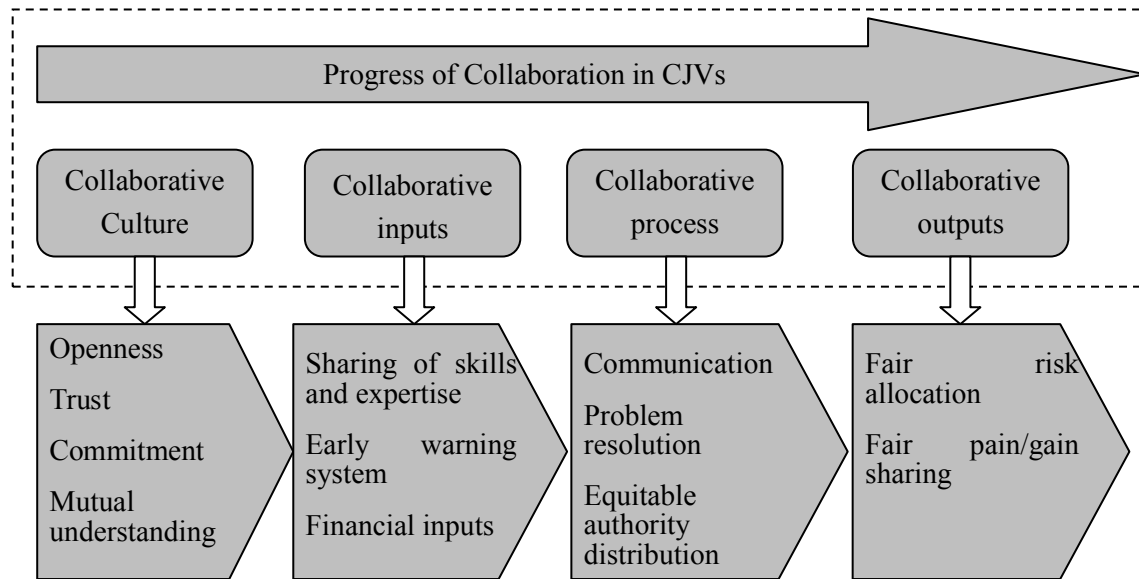 Progress of Collaboration in CJVs
Collaborative
Culture
Collaborative
inputs
Collaborative
process
Collaborative
outputs
Openness
Trust
Commitment
Mutual
understanding
Sharing of skills
and expertise
Early warning
system
Financial inputs
Communication
Problem
resolution
Equitable
authority
distribution
Fair risk
allocation
Fair pain/gain
sharing